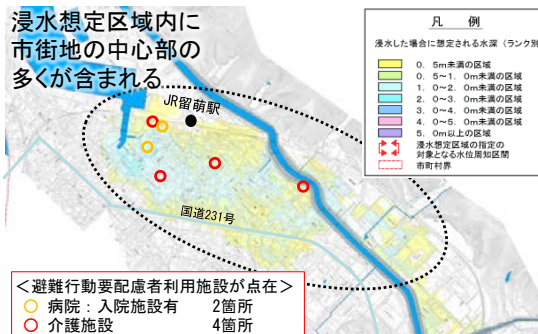 浸水想定区域内に
市街地の中心部の
多くが含まれる
JR留萌駅
国道231号
凡 例
浸水した場合に想定される水深（ランク別
0．5m未満の区域
0．5～1．0m未満の区域
1．0～2．0m未満の区域
2．0～3．0m未満の区域
3．0～4．0m未満の区域
4．0～5．0m未満の区域
5．0m以上の区域
浸水想定区域の指定の
対象となる水位周知区間
市町村界
＜避難行動要配慮者利用施設が点在＞
病院：入院施設有 2箇所
介護施設 4箇所